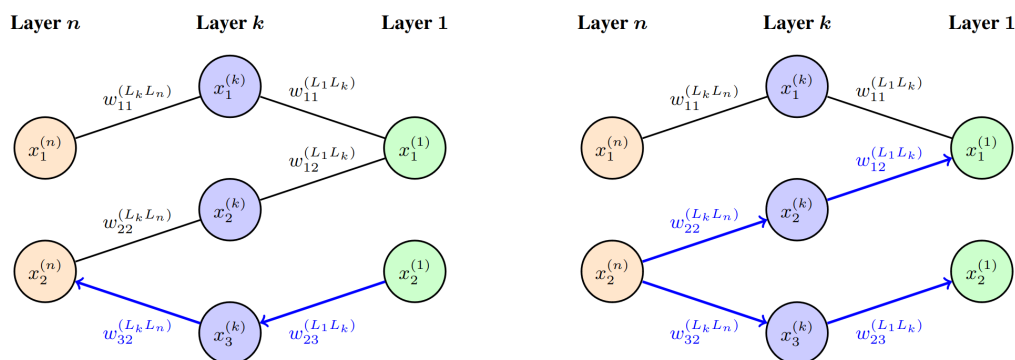 Layer n Layer k Layer 1 Layer n Layer k Layer 1
x_1^{(k)} x_1^{(k)}
w_{11}^{(L_k L_n)} w_{11}^{(L_1 L_k)} w_{11}^{(L_k L_n)} w_{11}^{(L_1 L_k)}
x_1^{(n)} x_1^{(1)} x_1^{(n)} x_1^{(1)}
w_{12}^{(L_1 L_k)} w_{12}^{(L_1 L_k)}
x_2^{(k)} x_2^{(k)}
w_{22}^{(L_k L_n)} w_{22}^{(L_k L_n)}
x_2^{(n)} x_2^{(1)} x_2^{(n)} x_2^{(1)}
w_{32}^{(L_k L_n)} x_3^{(k)} w_{23}^{(L_1 L_k)} w_{32}^{(L_k L_n)} x_3^{(k)} w_{23}^{(L_1 L_k)}